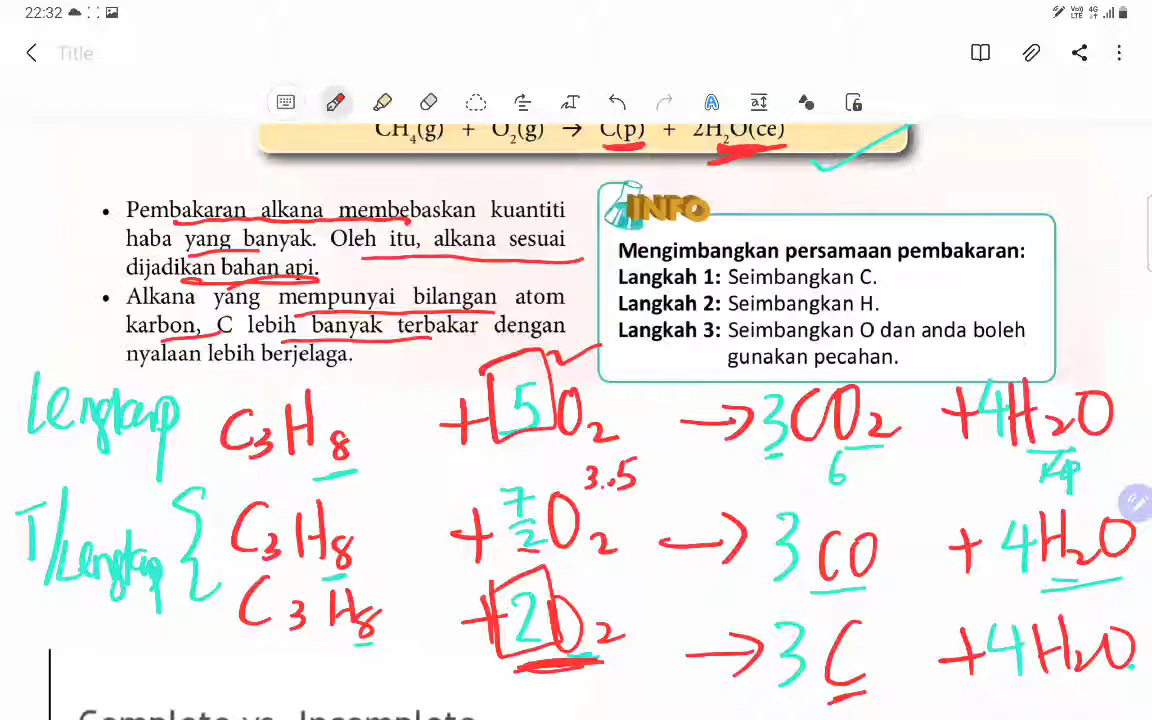 22:32
Title
CH₄(g) + O₂(g) → C(p) + 2H₂O(ce)
• Pembakaran alkana membebaskan kuantiti
haba yang banyak. Oleh itu, alkana sesuai
dijadikan bahan api.
• Alkana yang mempunyai bilangan atom
karbon, C lebih banyak terbakar dengan
nyalaan lebih berjelaga.
INFO
Mengimbangkan persamaan pembakaran:
Langkah 1: Seimbangkan C.
Langkah 2: Seimbangkan H.
Langkah 3: Seimbangkan O dan anda boleh
gunakan pecahan.
Lengkap C₃H₈ + 5O₂ → 3CO₂ + 4H₂O
6
3.5
T/Lengkap { C₃H₈ + 7/2 O₂ → 3CO + 4H₂O
C₃H₈ + 2O₂ → 3C + 4H₂O
Complete vs. Incomplete